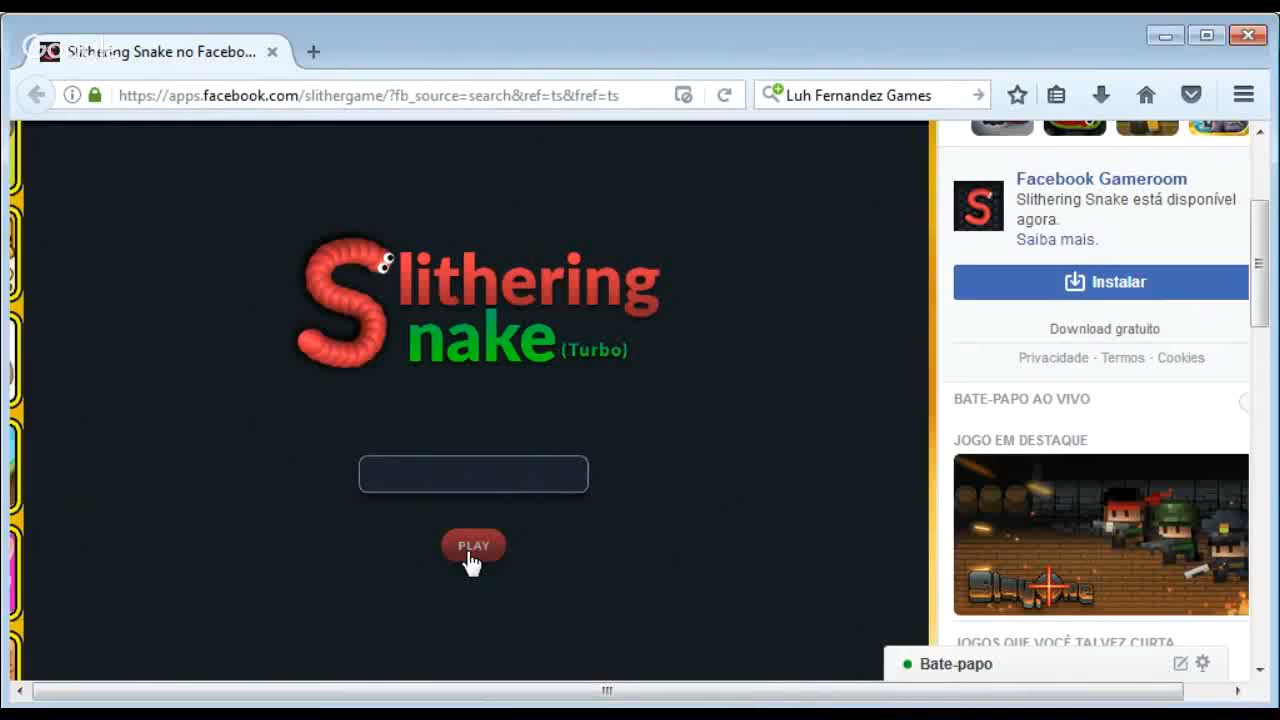 Slithering Snake no Facebo...
https://apps.facebook.com/slithergame/?fb_source=search&ref=ts&fref=ts
Luh Fernandez Games
Slithering
Snake (Turbo)
PLAY
Facebook Gameroom
Slithering Snake está disponível
agora.
Saiba mais.
Instalar
Download gratuito
Privacidade · Termos · Cookies
BATE-PAPO AO VIVO
JOGO EM DESTAQUE
Slay.One
JOGOS QUE VOCÊ TALVEZ CURTA
Bate-papo